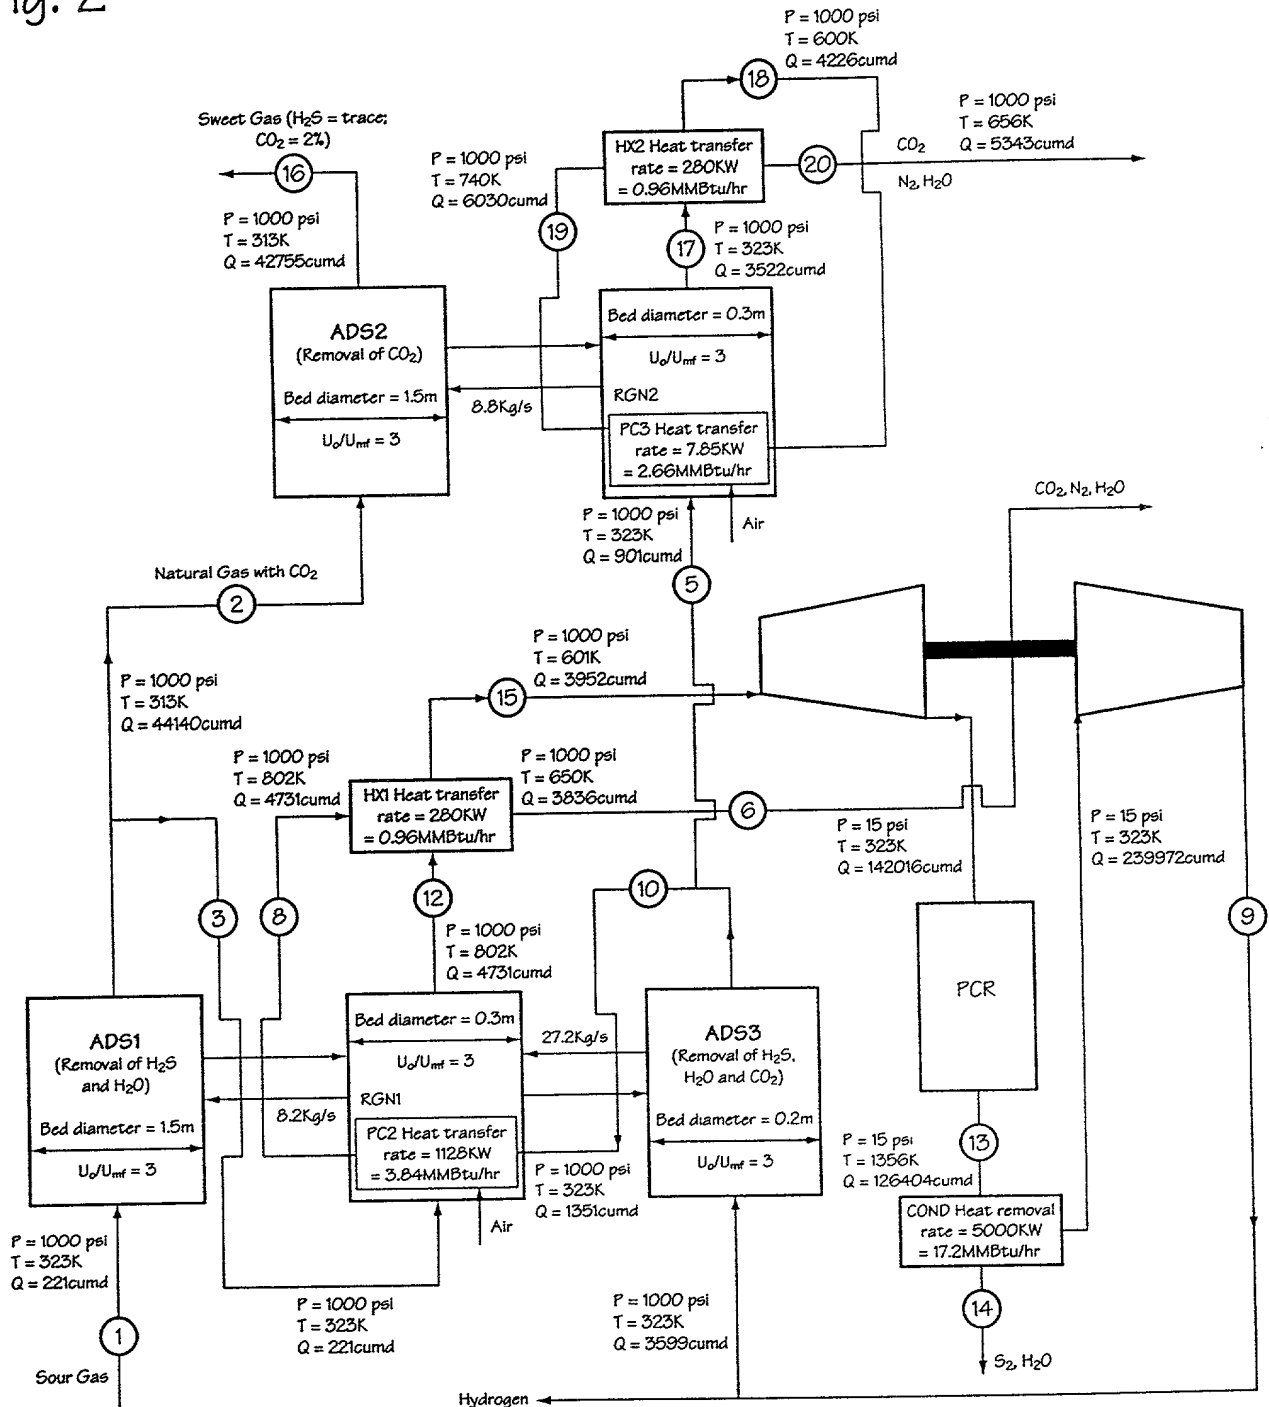 Fig. 2
P = 1000 psi
T = 600K
Q = 4226cumd
18
Sweet Gas (H₂S = trace;
CO₂ = 2%)
16
P = 1000 psi
T = 313K
Q = 42755cumd
P = 1000 psi
T = 740K
Q = 6030cumd
19
HX2 Heat transfer
rate = 280KW
= 0.96MMBtu/hr
20
CO₂
N₂, H₂O
P = 1000 psi
T = 656K
Q = 5343cumd
17
P = 1000 psi
T = 323K
Q = 3522cumd
ADS2
(Removal of CO₂)
Bed diameter = 1.5m
U₀/Umf = 3
8.8Kg/s
Bed diameter = 0.3m
U₀/Umf = 3
RGN2
PC3 Heat transfer
rate = 7.85KW
= 2.66MMBtu/hr
Air
P = 1000 psi
T = 323K
Q = 901cumd
5
CO₂, N₂, H₂O
Natural Gas with CO₂
2
P = 1000 psi
T = 313K
Q = 44140cumd
P = 1000 psi
T = 601K
Q = 3952cumd
15
P = 1000 psi
T = 802K
Q = 4731cumd
HX1 Heat transfer
rate = 280KW
= 0.96MMBtu/hr
P = 1000 psi
T = 650K
Q = 3836cumd
6
P = 15 psi
T = 323K
Q = 142016cumd
P = 15 psi
T = 323K
Q = 239972cumd
3
8
12
10
9
P = 1000 psi
T = 802K
Q = 4731cumd
PCR
ADS1
(Removal of H₂S
and H₂O)
Bed diameter = 1.5m
U₀/Umf = 3
8.2Kg/s
Bed diameter = 0.3m
U₀/Umf = 3
RGN1
PC2 Heat transfer
rate = 1128KW
= 3.84MMBtu/hr
Air
27.2Kg/s
ADS3
(Removal of H₂S,
H₂O and CO₂)
Bed diameter = 0.2m
U₀/Umf = 3
P = 1000 psi
T = 323K
Q = 1351cumd
13
P = 15 psi
T = 1356K
Q = 126404cumd
COND Heat removal
rate = 5000KW
= 17.2MMBtu/hr
14
S₂, H₂O
P = 1000 psi
T = 323K
Q = 221cumd
1
Sour Gas
P = 1000 psi
T = 323K
Q = 221cumd
P = 1000 psi
T = 323K
Q = 3599cumd
Hydrogen